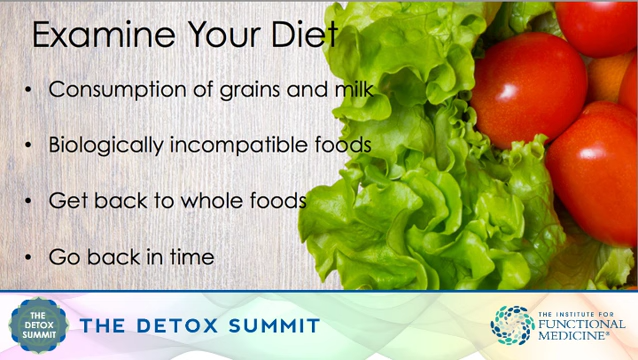 Examine Your Diet
• Consumption of grains and milk
• Biologically incompatible foods
• Get back to whole foods
• Go back in time
THE
DETOX
SUMMIT
THE DETOX SUMMIT
THE INSTITUTE FOR
FUNCTIONAL
MEDICINE®